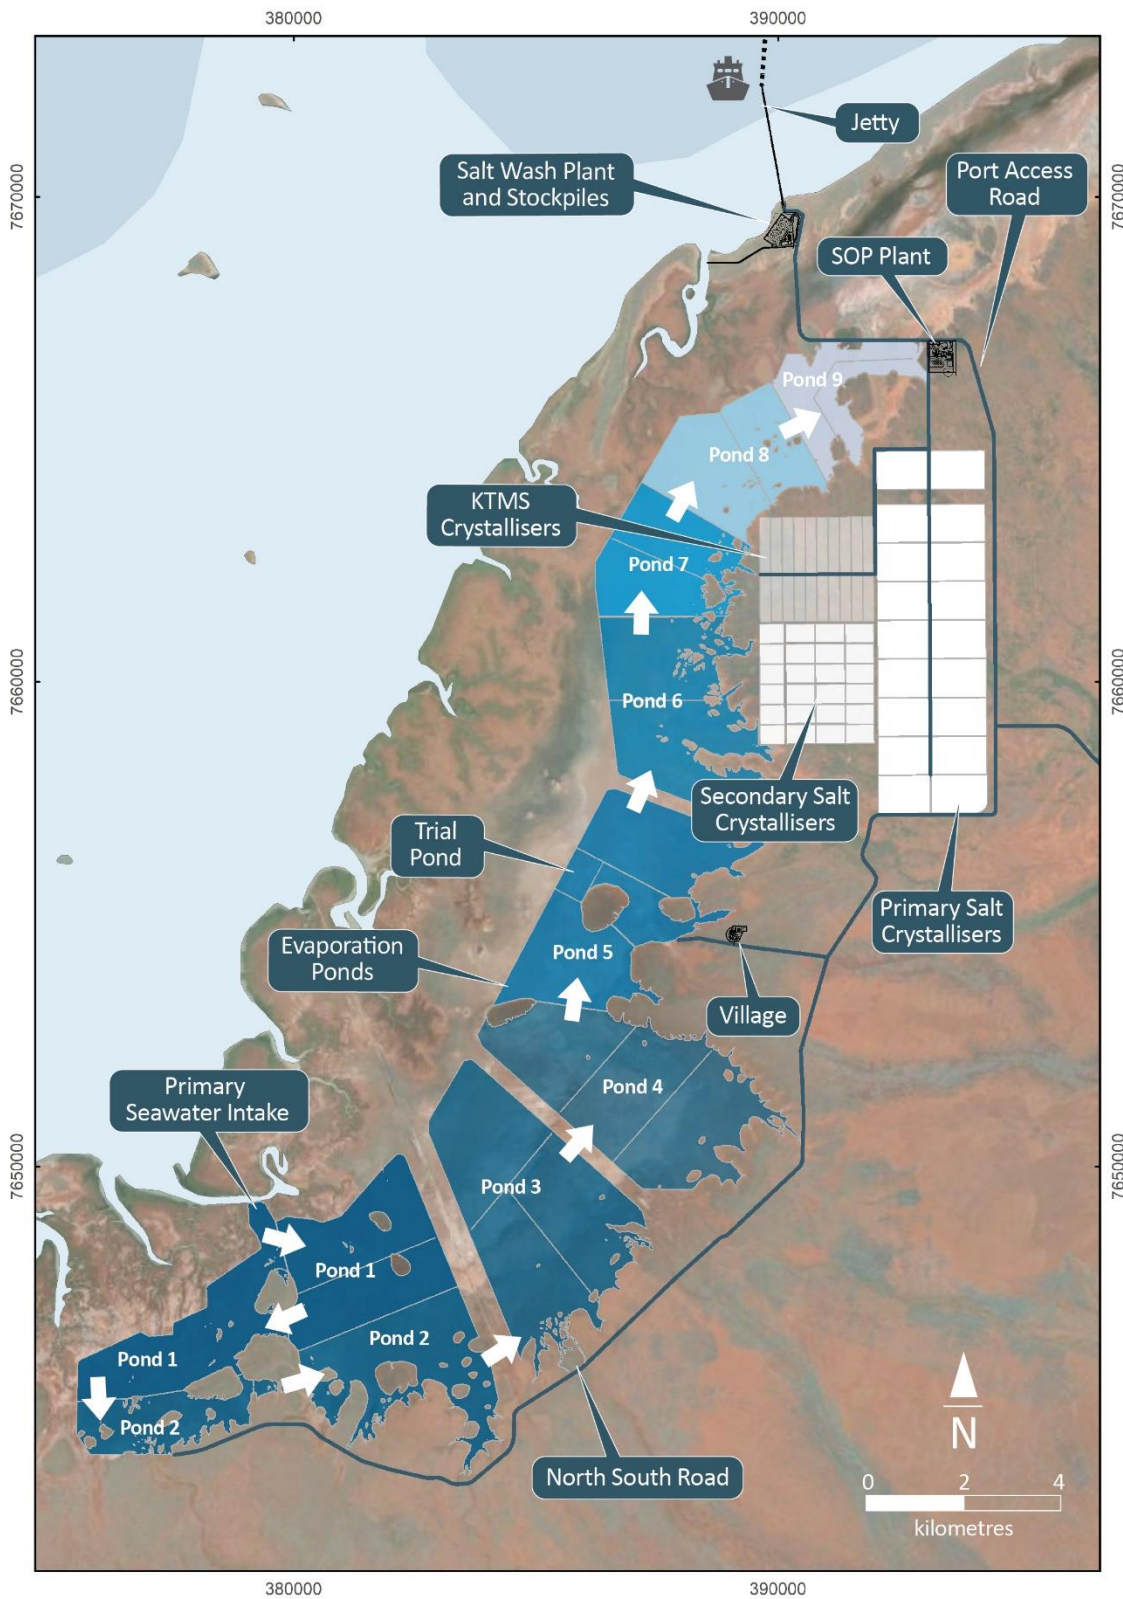 380000
390000
Jetty
Salt Wash Plant
and Stockpiles
Port Access
Road
7670000
7670000
SOP Plant
Pond 9
Pond 8
KTMS
Crystallisers
Pond 7
7660000
7660000
Pond 6
Secondary Salt
Crystallisers
Trial
Pond
Primary Salt
Crystallisers
Evaporation
Ponds
Pond 5
Village
Primary
Seawater Intake
Pond 4
7650000
7650000
Pond 3
Pond 1
Pond 2
Pond 1
Pond 2
N
North South Road
0 2 4
kilometres
380000
390000